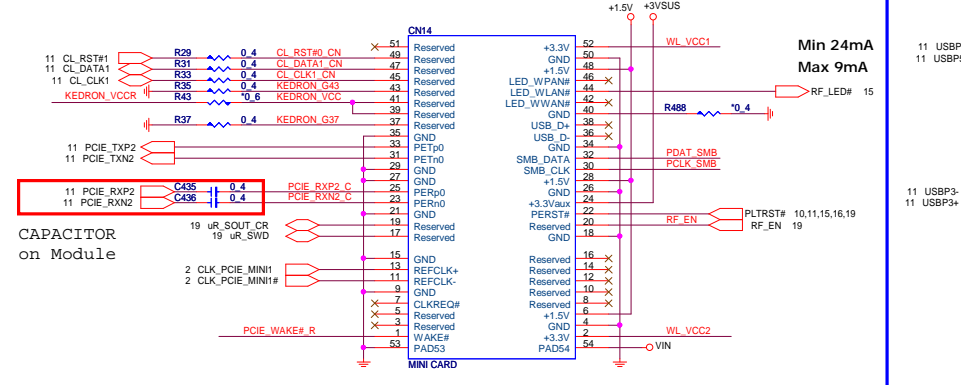 +1.5V +3VSUS
CN14
51 Reserved +3.3V 52 WL_VCC1 Min 24mA
11 CL_RST#1 R29 0_4 CL_RST#0_CN 49 Reserved GND 50 11 USBP
11 CL_DATA1 R31 0_4 CL_DATA1_CN 47 Reserved +1.5V 48 Max 9mA 11 USBP5
11 CL_CLK1 R33 0_4 CL_CLK1_CN 45 Reserved LED_WPAN# 46
R35 0_4 KEDRON_G43 43 Reserved LED_WLAN# 44 RF_LED# 15
KEDRON_VCCR R43 *0_6 KEDRON_VCC 41 Reserved LED_WWAN# 42
39 Reserved GND 40 R488 *0_4
R37 0_4 KEDRON_G37 37 Reserved USB_D+ 38
35 GND USB_D- 36
11 PCIE_TXP2 33 PETp0 GND 34
11 PCIE_TXN2 31 PETn0 SMB_DATA 32 PDAT_SMB
29 GND SMB_CLK 30 PCLK_SMB
27 GND +1.5V 28
11 PCIE_RXP2 C435 0_4 PCIE_RXP2_C 25 PERp0 GND 26 11 USBP3-
11 PCIE_RXN2 C436 0_4 PCIE_RXN2_C 23 PERn0 +3.3Vaux 24 11 USBP3+
21 GND PERST# 22 PLTRST# 10,11,15,16,19
19 uR_SOUT_CR 19 Reserved Reserved 20 RF_EN RF_EN 19
19 uR_SWD 17 Reserved GND 18
CAPACITOR
on Module
15 GND Reserved 16
2 CLK_PCIE_MINI1 13 REFCLK+ Reserved 14
2 CLK_PCIE_MINI1# 11 REFCLK- Reserved 12
9 GND Reserved 10
7 CLKREQ# Reserved 8
5 Reserved +1.5V 6
3 Reserved GND 4
PCIE_WAKE#_R 1 WAKE# +3.3V 2 WL_VCC2
53 PAD53 PAD54 54 VIN
MINI CARD